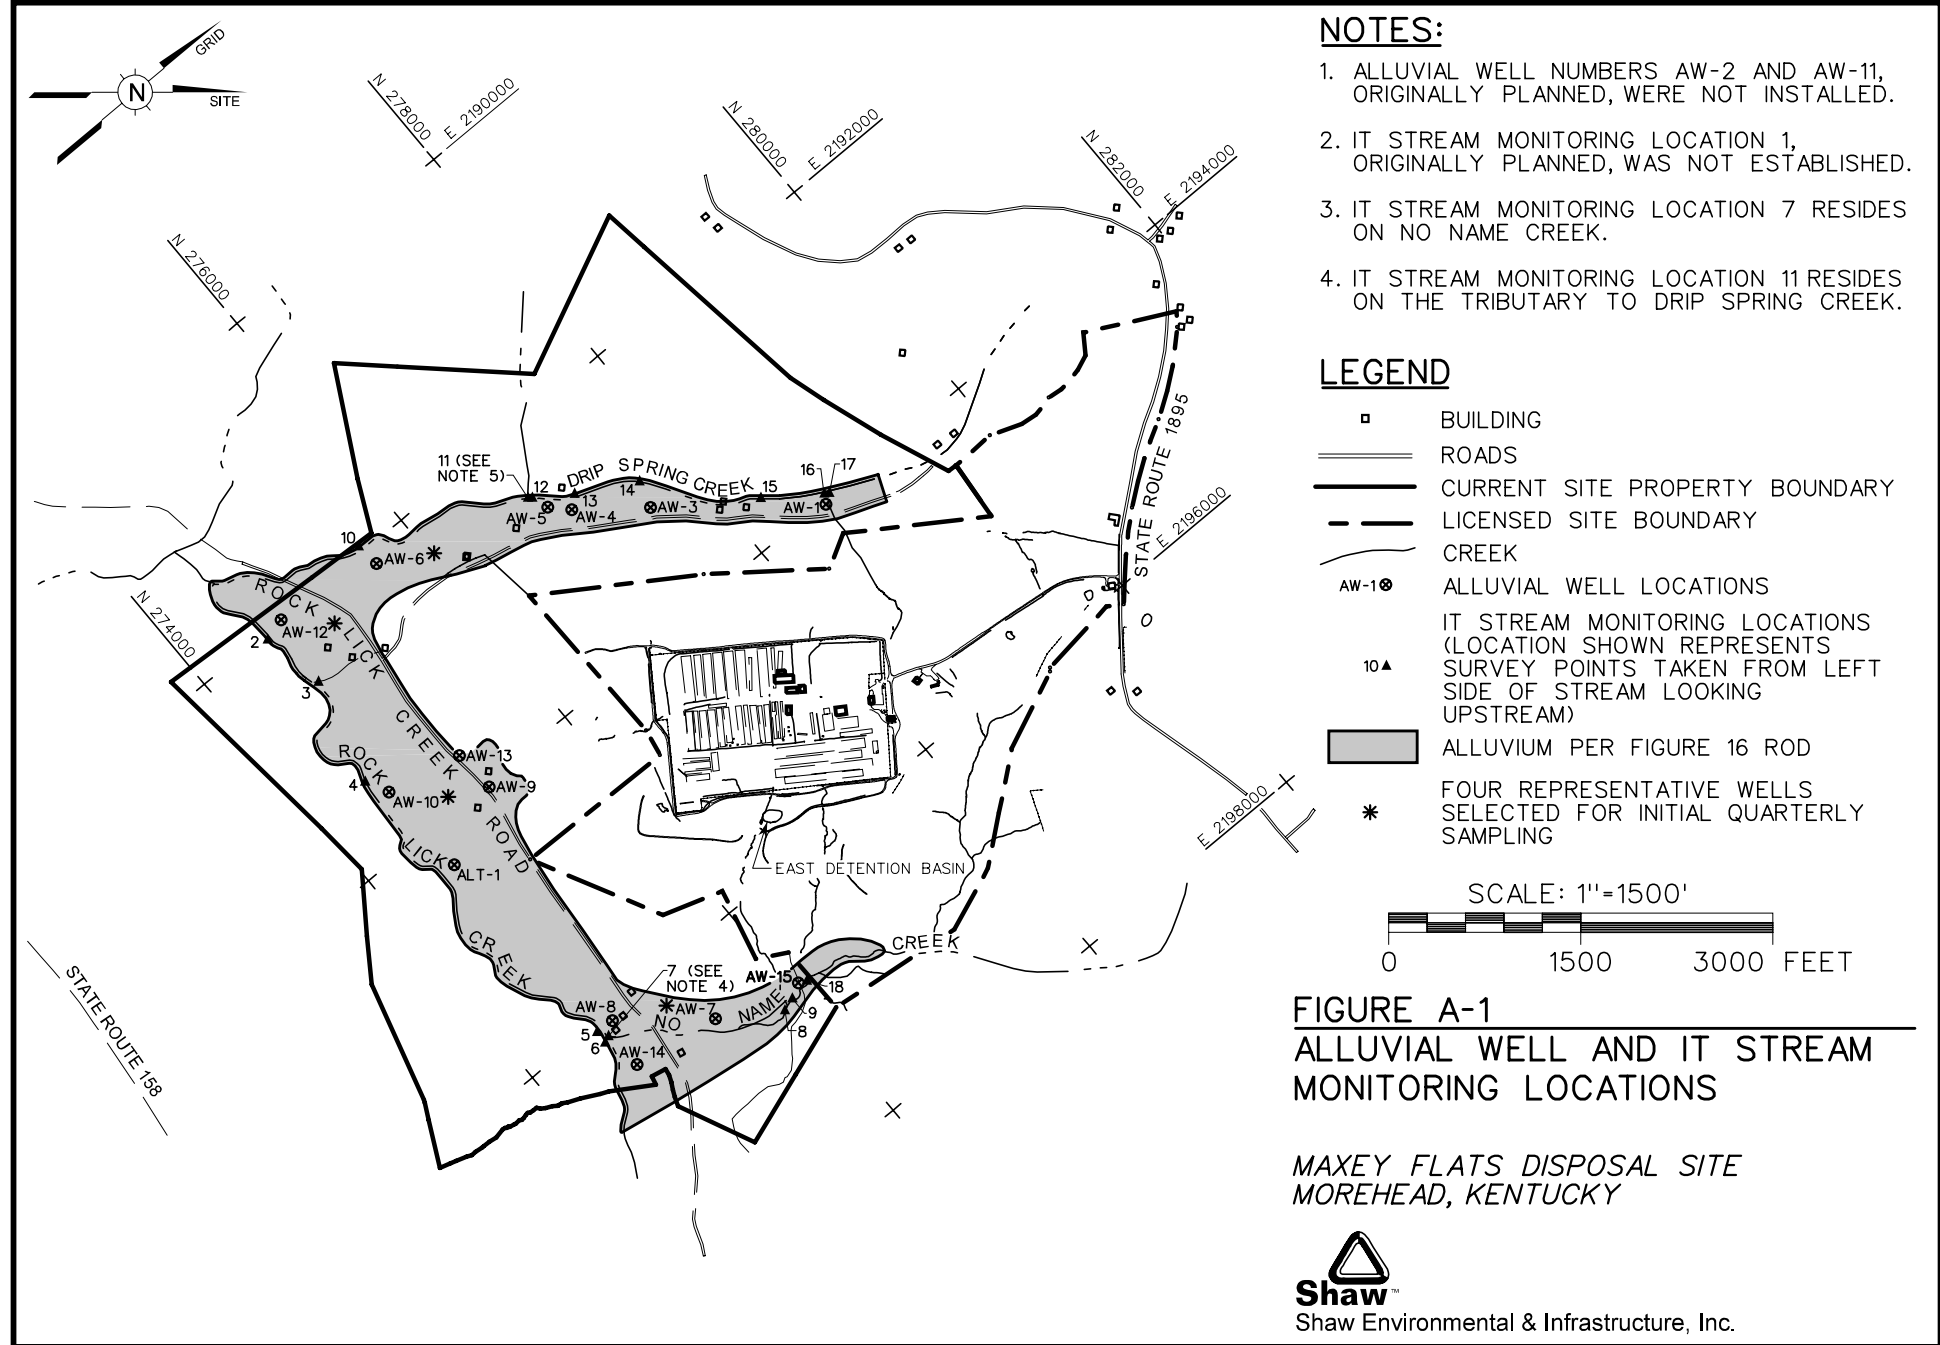 GRID
N
SITE
N 278000
E 2190000
N 280000
E 2192000
N 282000
E 2194000
N 276000
N 274000
STATE ROUTE 1895
E 2196000
E 2198000
STATE ROUTE 158
11 (SEE
NOTE 5)
12
DRIP SPRING CREEK
13
14
15
16
17
AW-5
AW-4
AW-3
AW-1
10
AW-6
ROCK LICK CREEK ROAD
AW-12
2
3
AW-13
AW-9
ROCK LICK CREEK
4
AW-10
ALT-1
EAST DETENTION BASIN
NO NAME CREEK
7 (SEE
NOTE 4)
AW-15
18
AW-8
AW-7
9
8
5
6
AW-14
NOTES:
1. ALLUVIAL WELL NUMBERS AW-2 AND AW-11,
ORIGINALLY PLANNED, WERE NOT INSTALLED.
2. IT STREAM MONITORING LOCATION 1,
ORIGINALLY PLANNED, WAS NOT ESTABLISHED.
3. IT STREAM MONITORING LOCATION 7 RESIDES
ON NO NAME CREEK.
4. IT STREAM MONITORING LOCATION 11 RESIDES
ON THE TRIBUTARY TO DRIP SPRING CREEK.
LEGEND
BUILDING
ROADS
CURRENT SITE PROPERTY BOUNDARY
LICENSED SITE BOUNDARY
CREEK
AW-1 ALLUVIAL WELL LOCATIONS
IT STREAM MONITORING LOCATIONS
(LOCATION SHOWN REPRESENTS
10 SURVEY POINTS TAKEN FROM LEFT
SIDE OF STREAM LOOKING
UPSTREAM)
ALLUVIUM PER FIGURE 16 ROD
FOUR REPRESENTATIVE WELLS
SELECTED FOR INITIAL QUARTERLY
SAMPLING
SCALE: 1''=1500'
0 1500 3000 FEET
FIGURE A-1
ALLUVIAL WELL AND IT STREAM
MONITORING LOCATIONS
MAXEY FLATS DISPOSAL SITE
MOREHEAD, KENTUCKY
Shaw™
Shaw Environmental & Infrastructure, Inc.